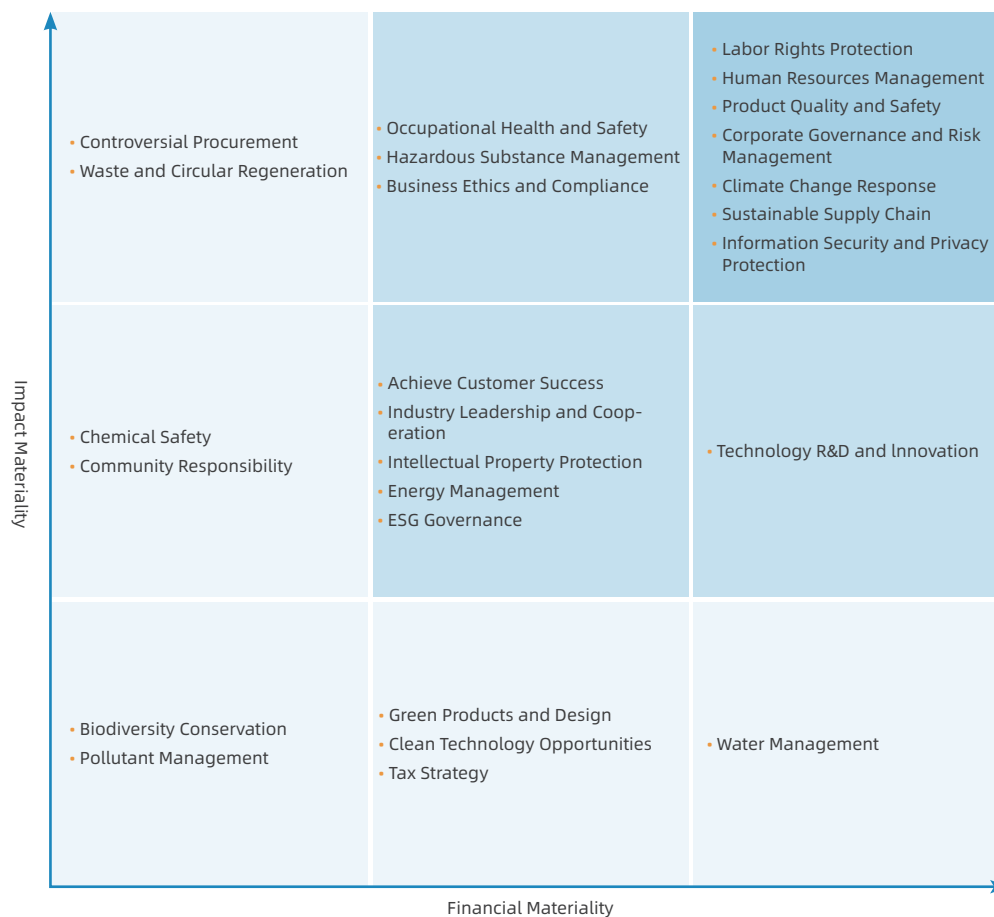 • Controversial Procurement
• Waste and Circular Regeneration
• Occupational Health and Safety
• Hazardous Substance Management
• Business Ethics and Compliance
• Labor Rights Protection
• Human Resources Management
• Product Quality and Safety
• Corporate Governance and Risk
Management
• Climate Change Response
• Sustainable Supply Chain
• Information Security and Privacy
Protection
Impact Materiality
• Chemical Safety
• Community Responsibility
• Achieve Customer Success
• Industry Leadership and Coop-
eration
• Intellectual Property Protection
• Energy Management
• ESG Governance
• Technology R&D and lnnovation
• Biodiversity Conservation
• Pollutant Management
• Green Products and Design
• Clean Technology Opportunities
• Tax Strategy
• Water Management
Financial Materiality